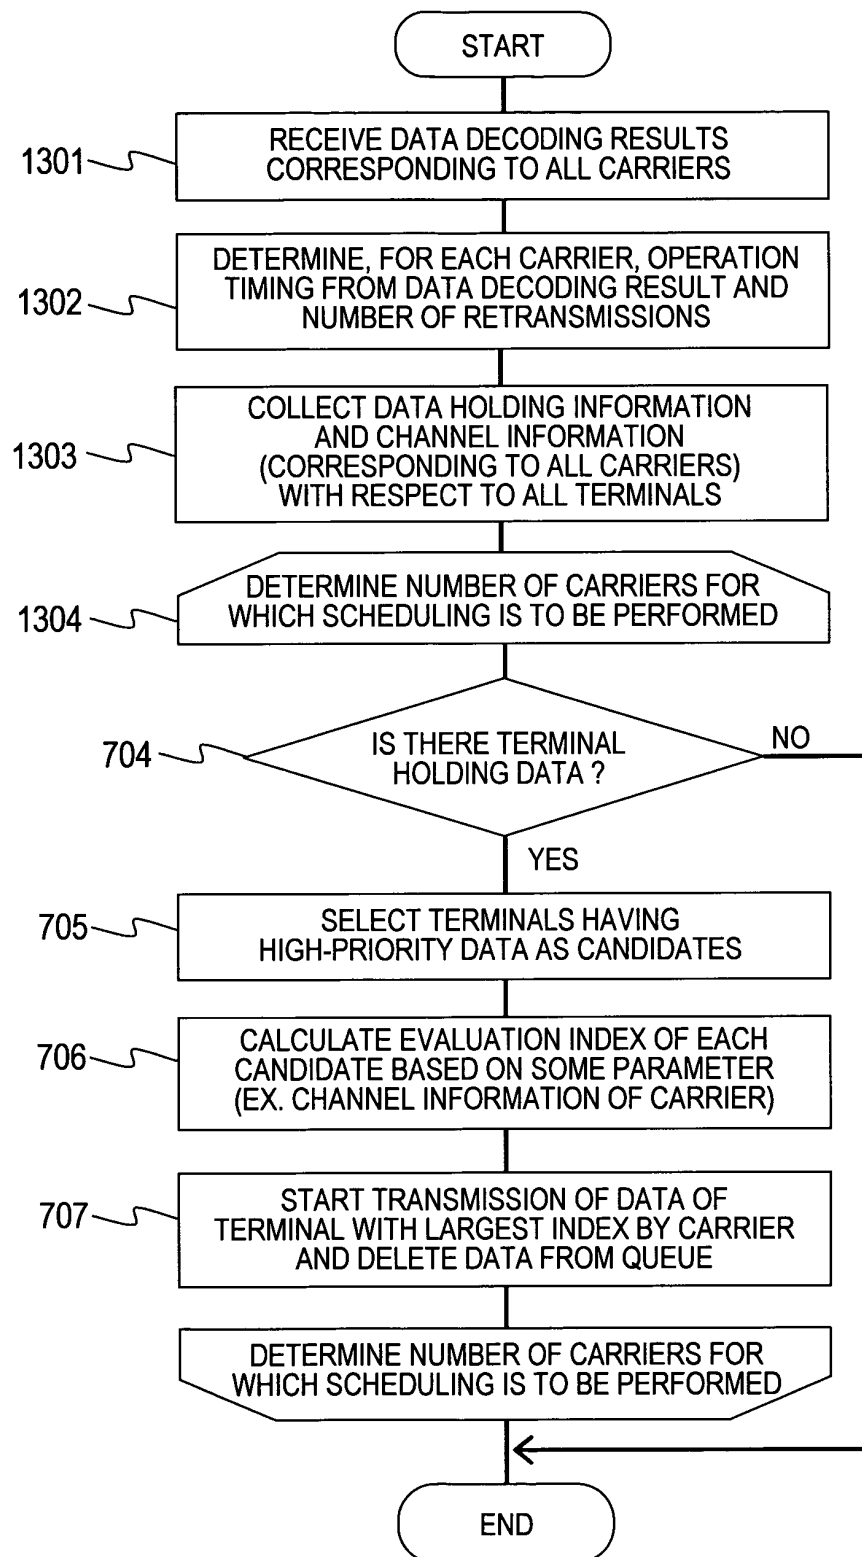 START
1301
RECEIVE DATA DECODING RESULTS
CORRESPONDING TO ALL CARRIERS
1302
DETERMINE, FOR EACH CARRIER, OPERATION
TIMING FROM DATA DECODING RESULT AND
NUMBER OF RETRANSMISSIONS
1303
COLLECT DATA HOLDING INFORMATION
AND CHANNEL INFORMATION
(CORRESPONDING TO ALL CARRIERS)
WITH RESPECT TO ALL TERMINALS
1304
DETERMINE NUMBER OF CARRIERS FOR
WHICH SCHEDULING IS TO BE PERFORMED
704
IS THERE TERMINAL
HOLDING DATA ?
NO
YES
705
SELECT TERMINALS HAVING
HIGH-PRIORITY DATA AS CANDIDATES
706
CALCULATE EVALUATION INDEX OF EACH
CANDIDATE BASED ON SOME PARAMETER
(EX. CHANNEL INFORMATION OF CARRIER)
707
START TRANSMISSION OF DATA OF
TERMINAL WITH LARGEST INDEX BY CARRIER
AND DELETE DATA FROM QUEUE
DETERMINE NUMBER OF CARRIERS FOR
WHICH SCHEDULING IS TO BE PERFORMED
END